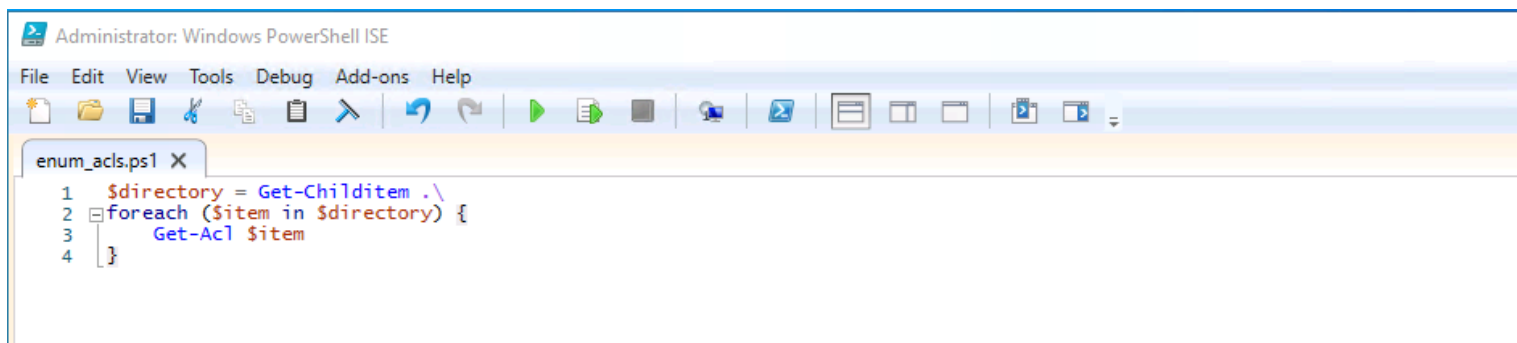 Administrator: Windows PowerShell ISE
File Edit View Tools Debug Add-ons Help
enum_acls.ps1 X
1 $directory = Get-Childitem .\
2 foreach ($item in $directory) {
3 Get-Acl $item
4 }